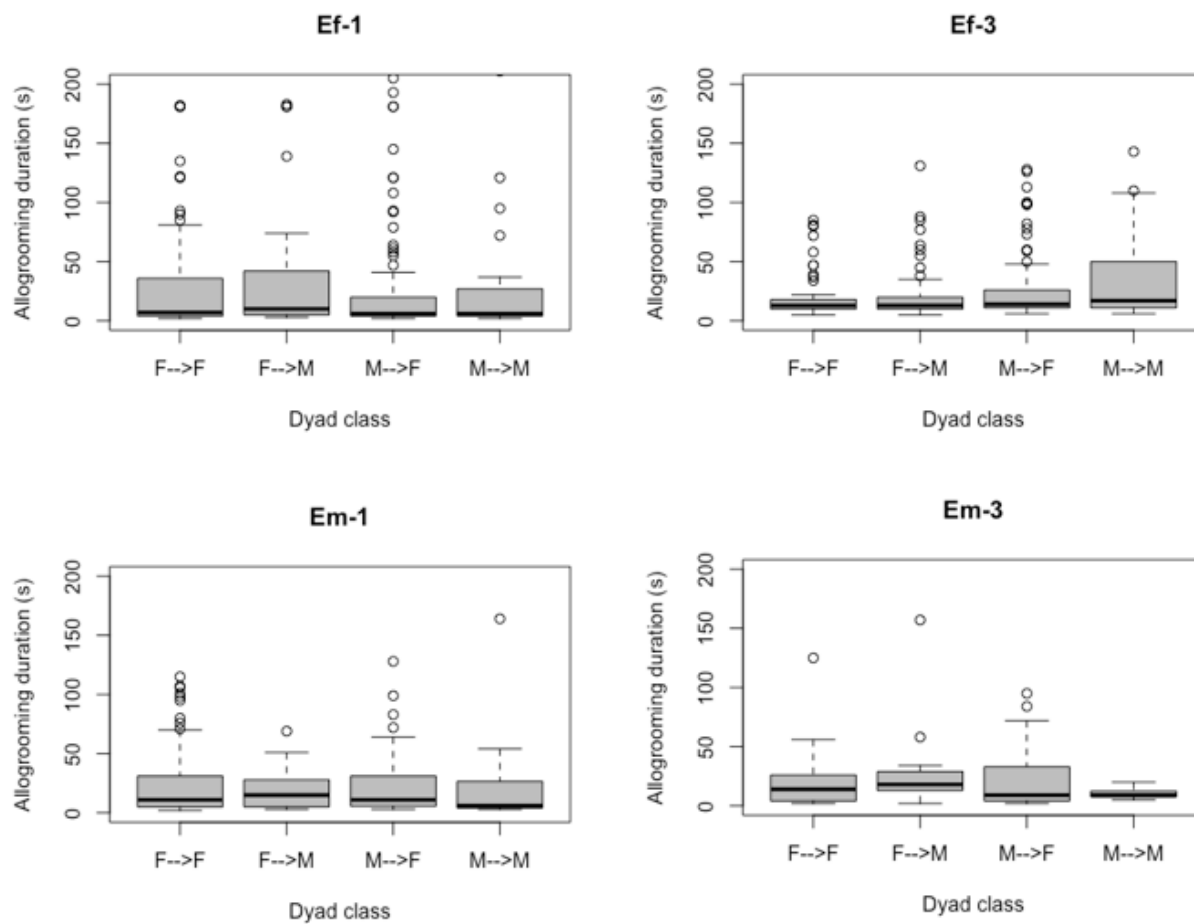 Ef-1
Allogrooming duration (s)
200
150
100
50
0
F-->F F-->M M-->F M-->M
Dyad class
Ef-3
Allogrooming duration (s)
200
150
100
50
0
F-->F F-->M M-->F M-->M
Dyad class
Em-1
Allogrooming duration (s)
200
150
100
50
0
F-->F F-->M M-->F M-->M
Dyad class
Em-3
Allogrooming duration (s)
200
150
100
50
0
F-->F F-->M M-->F M-->M
Dyad class